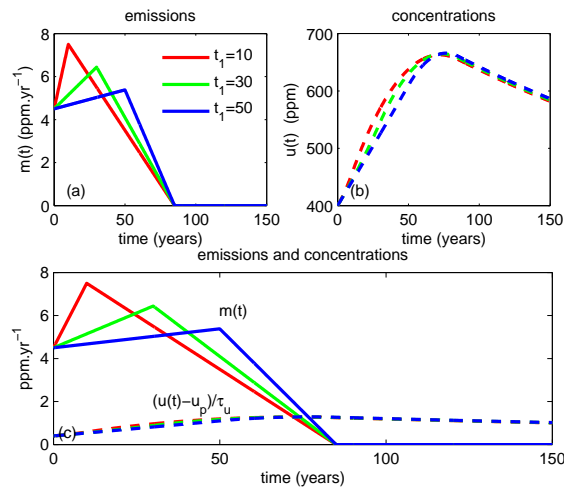 emissions
concentrations
8
6
4
2
0
m(t) (ppm.yr⁻¹)
t₁=10
t₁=30
t₁=50
(a)
0 50 100 150
time (years)
700
600
500
400
u(t) (ppm)
(b)
0 50 100 150
time (years)
emissions and concentrations
8
6
4
2
0
ppm.yr⁻¹
m(t)
(u(t)−uₚ)/τᵤ
(c)
0 50 100 150
time (years)